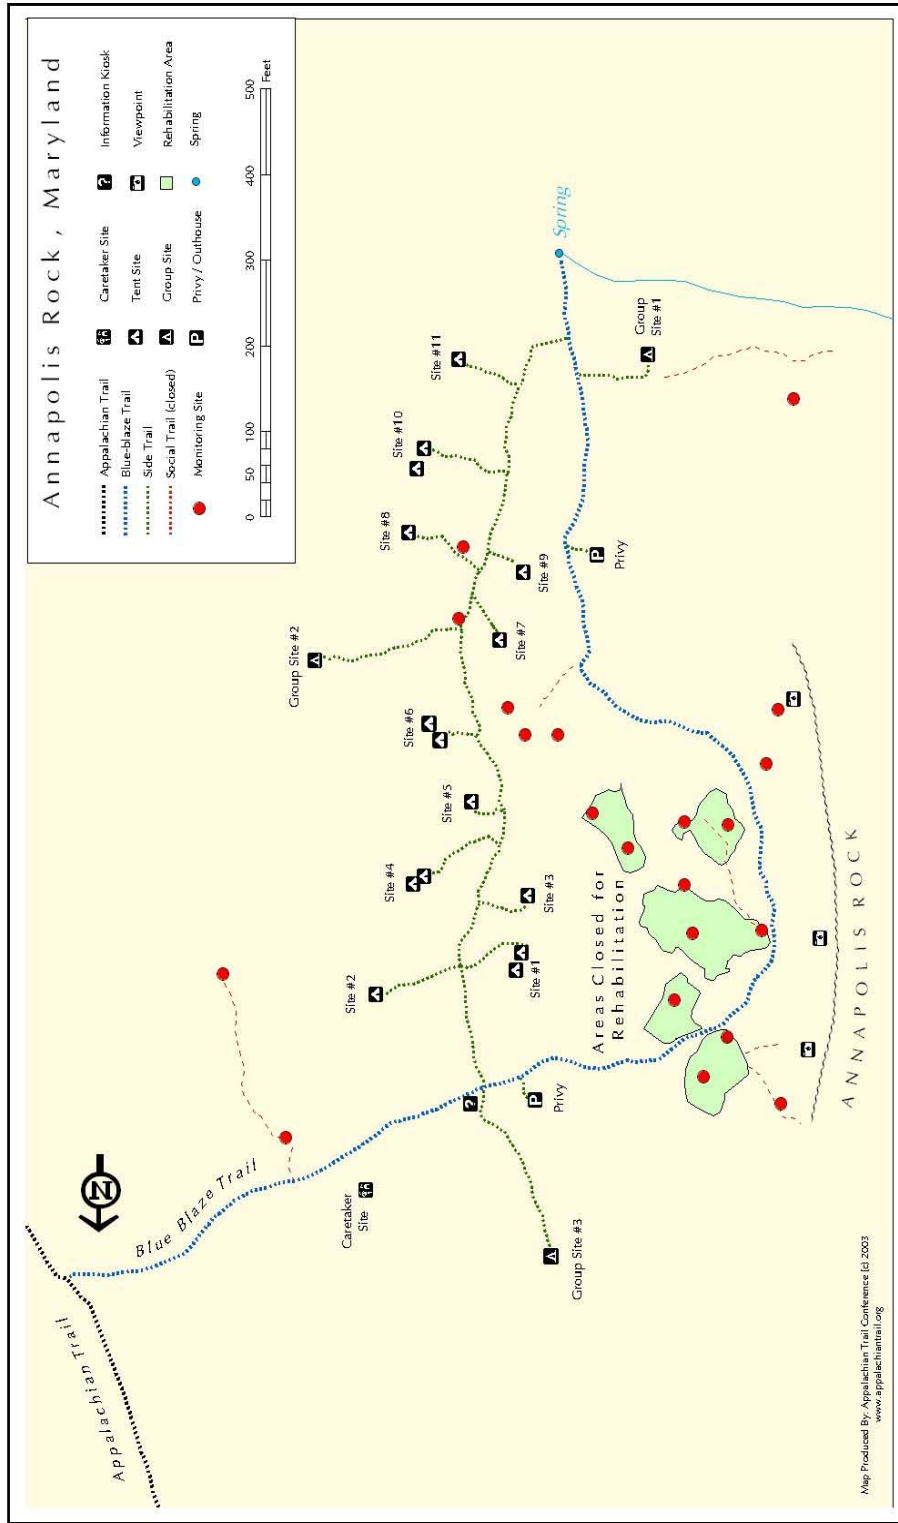 Annapolis Rock, Maryland
Appalachian Trail
Blue-blaze Trail
Side Trail
Social Trail (closed)
Monitoring Site
Caretaker Site
Tent Site
Group Site
Privy / Outhouse
Information Kiosk
Viewpoint
Rehabilitation Area
Spring
0
50
100
200
300
400
500
Feet
Appalachian Trail
Blue Blaze Trail
N
Caretaker
Site
Group Site #3
?
P
Privy
Site #2
Site #1
Site #4
Site #3
Site #5
Site #6
Group Site #2
Site #7
Site #8
Site #9
Site #10
Site #11
P
Privy
Group
Site #1
Spring
Areas Closed for
Rehabilitation
ANNAPOLIS ROCK
Map Produced By: Appalachian Trail Conference (c) 2003
www.appalachiantrail.org